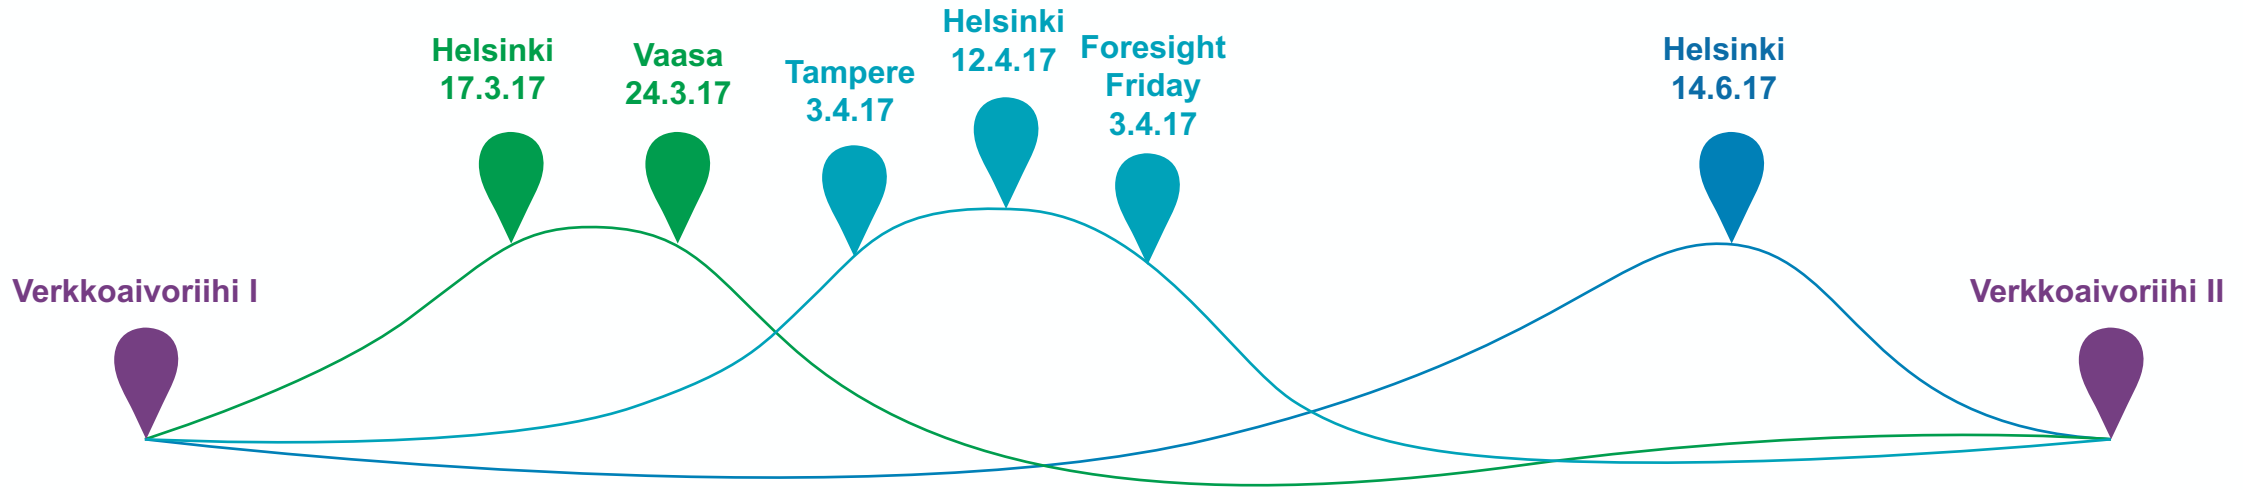 Verkkoaivoriihi I
Helsinki
17.3.17
Vaasa
24.3.17
Tampere
3.4.17
Helsinki
12.4.17
Foresight
Friday
3.4.17
Helsinki
14.6.17
Verkkoaivoriihi II